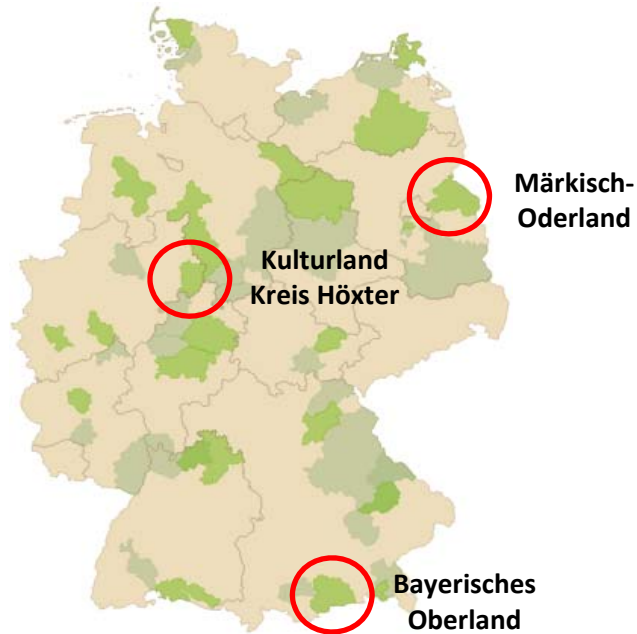 Märkisch-
Oderland
Kulturland
Kreis Höxter
Bayerisches
Oberland